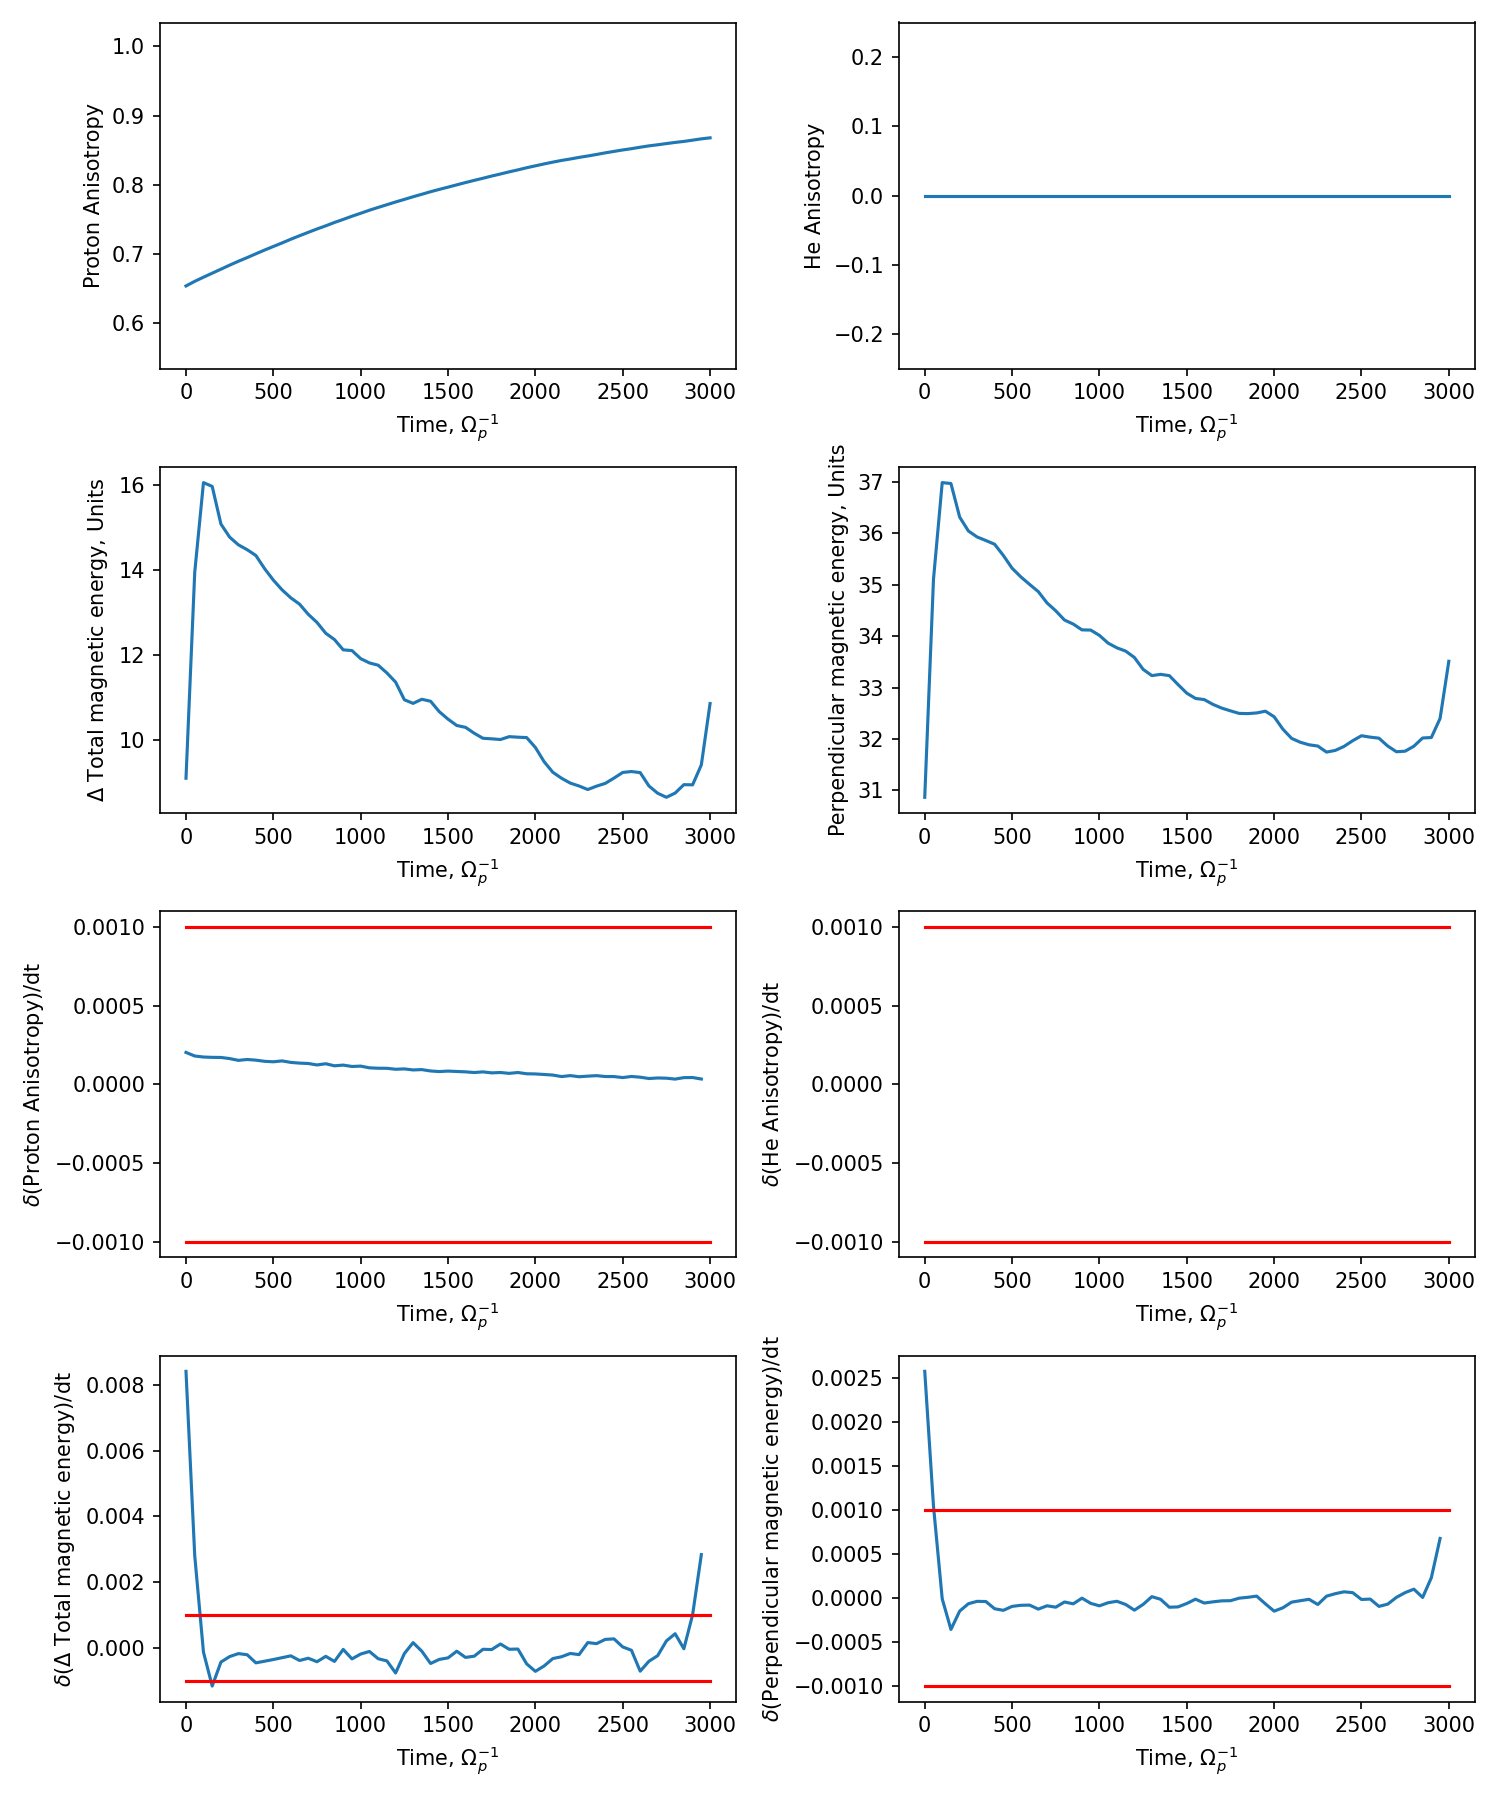 1.0
0.9
0.8
0.7
0.6
Proton Anisotropy
0 500 1000 1500 2000 2500 3000
Time, Ω_p^{-1}
0.2
0.1
0.0
−0.1
−0.2
He Anisotropy
0 500 1000 1500 2000 2500 3000
Time, Ω_p^{-1}
16
14
12
10
Δ Total magnetic energy, Units
0 500 1000 1500 2000 2500 3000
Time, Ω_p^{-1}
37
36
35
34
33
32
31
Perpendicular magnetic energy, Units
0 500 1000 1500 2000 2500 3000
Time, Ω_p^{-1}
0.0010
0.0005
0.0000
−0.0005
−0.0010
δ(Proton Anisotropy)/dt
0 500 1000 1500 2000 2500 3000
Time, Ω_p^{-1}
0.0010
0.0005
0.0000
−0.0005
−0.0010
δ(He Anisotropy)/dt
0 500 1000 1500 2000 2500 3000
Time, Ω_p^{-1}
0.008
0.006
0.004
0.002
0.000
δ(Δ Total magnetic energy)/dt
0 500 1000 1500 2000 2500 3000
Time, Ω_p^{-1}
0.0025
0.0020
0.0015
0.0010
0.0005
0.0000
−0.0005
−0.0010
δ(Perpendicular magnetic energy)/dt
0 500 1000 1500 2000 2500 3000
Time, Ω_p^{-1}